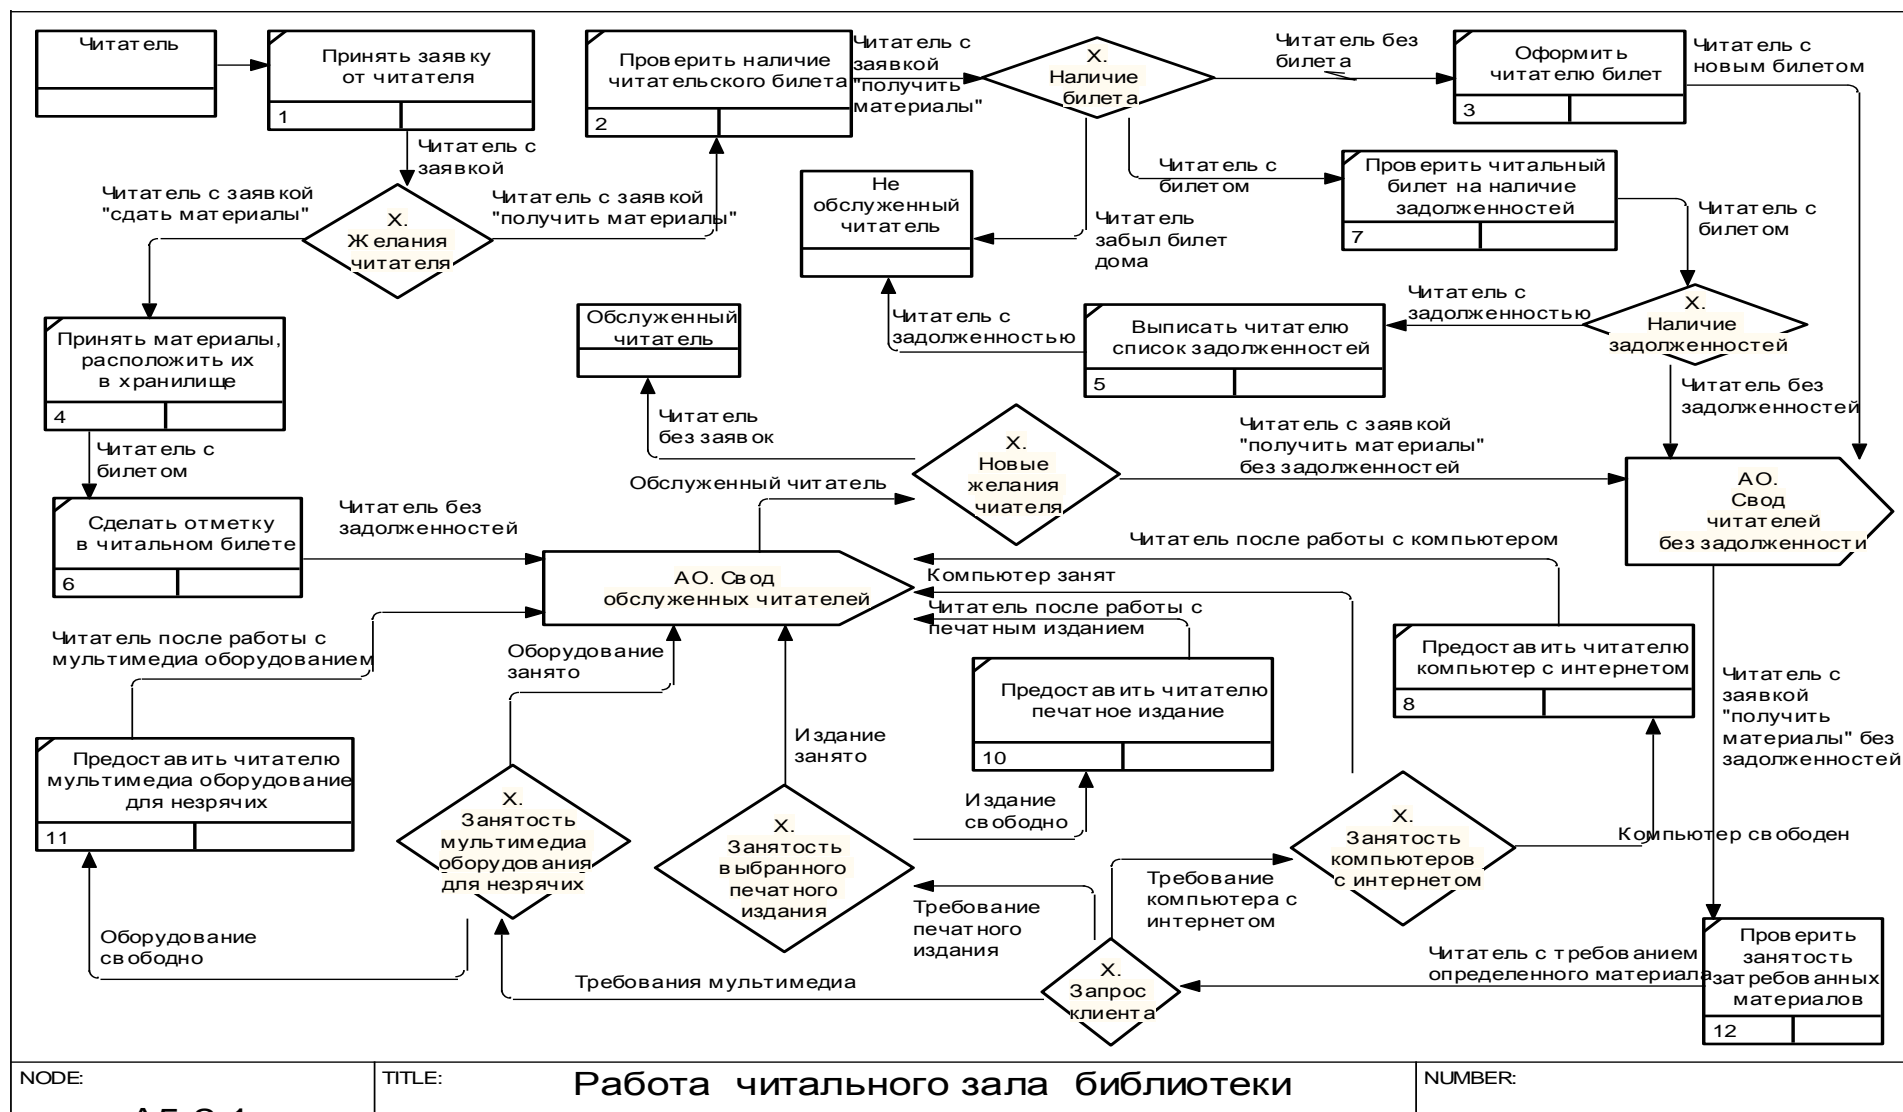 Читатель
Принять заявку
от читателя
1
Проверить наличие
читательского билета
2
Читатель с
заявкой
"получить
материалы"
X.
Наличие
билета
Читатель без
билета
Оформить
читателю билет
3
Читатель с
новым билетом
Читатель с
заявкой
Читатель с заявкой
"сдать материалы"
X.
Желания
читателя
Читатель с заявкой
"получить материалы"
Не
обслуженный
читатель
Читатель с
билетом
Читатель
забыл билет
дома
Проверить читальный
билет на наличие
задолженностей
7
Читатель с
билетом
Принять материалы,
расположить их
в хранилище
4
Обслуженный
читатель
Читатель с
задолженностью
Выписать читателю
список задолженностей
5
Читатель с
задолженностью
X.
Наличие
задолженностей
Читатель без
задолженностей
Читатель с
билетом
Читатель
без заявок
X.
Новые
желания
чиателя
Читатель с заявкой
"получить материалы"
без задолженностей
АО.
Свод
читателей
без задолженности
Обслуженный читатель
Сделать отметку
в читальном билете
6
Читатель без
задолженностей
АО. Свод
обслуженных читателей
Читатель после работы с компьютером
Компьютер занят
Читатель после работы с
печатным изданием
Читатель после работы с
мультимедиа оборудованием
Оборудование
занято
Издание
занято
Предоставить читателю
печатное издание
10
Предоставить читателю
компьютер с интернетом
8
Читатель с
заявкой
"получить
материалы" без
задолженностей
Предоставить читателю
мультимедиа оборудование
для незрячих
11
X.
Занятость
мультимедиа
оборудования
для незрячих
X.
Занятость
выбранного
печатного
издания
Издание
свободно
X.
Занятость
компьютеров
с интернетом
Компьютер свободен
Оборудование
свободно
Требование
печатного
издания
Требование
компьютера с
интернетом
Требования мультимедиа
X.
Запрос
клиента
Читатель с требованием
определенного материала
Проверить
занятость
затребованных
материалов
12
NODE:
TITLE:
Работа читального зала библиотеки
NUMBER: